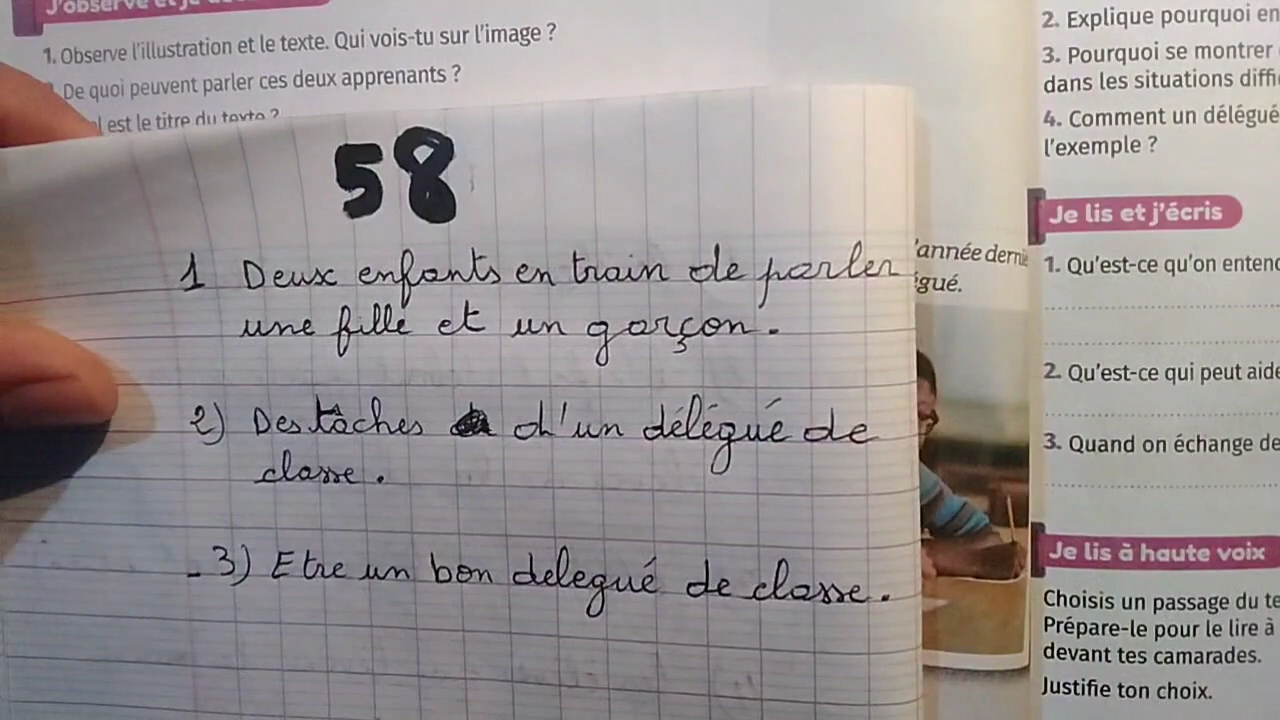 J'observe et je
1. Observe l'illustration et le texte. Qui vois-tu sur l'image ?
De quoi peuvent parler ces deux apprenants ?
l est le titre du texte ?
58
1 Deux enfants en train de parler
une fille et un garçon.
2) Des tâches d'un délégué de
classe.
- 3) Etre un bon delegué de classe.
'année derniè
gué.
2. Explique pourquoi en
3. Pourquoi se montrer
dans les situations diffi
4. Comment un délégué
l'exemple ?
Je lis et j'écris
1. Qu'est-ce qu'on entend
2. Qu'est-ce qui peut aide
3. Quand on échange de
Je lis à haute voix
Choisis un passage du te
Prépare-le pour le lire à
devant tes camarades.
Justifie ton choix.